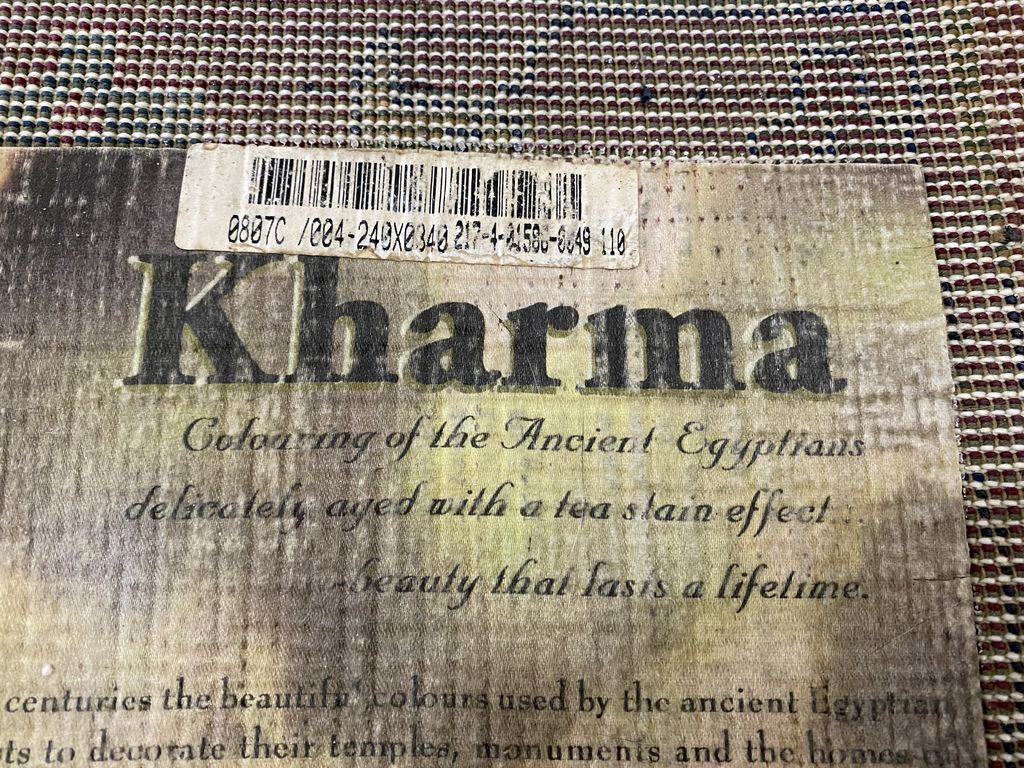 0807C /004-240X0340 217-4- 110
Kharma
Colouring of the Ancient Egyptians
delicately aged with a tea stain effect...
beauty that lasts a lifetime.
centuries the beautiful colours used by the ancient Egyptian
to decorate their temples, monuments and the homes